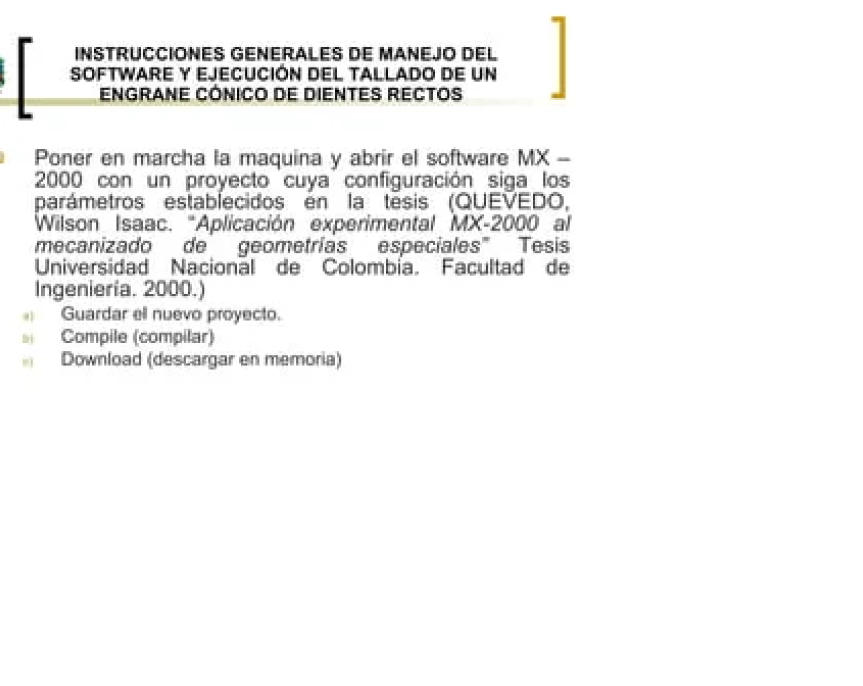 INSTRUCCIONES GENERALES DE MANEJO DEL
SOFTWARE Y EJECUCIÓN DEL TALLADO DE UN
ENGRANE CÓNICO DE DIENTES RECTOS
Poner en marcha la maquina y abrir el software MX –
2000 con un proyecto cuya configuración siga los
parámetros establecidos en la tesis (QUEVEDO,
Wilson Isaac. “Aplicación experimental MX-2000 al
mecanizado de geometrías especiales” Tesis
Universidad Nacional de Colombia. Facultad de
Ingeniería. 2000.)
a) Guardar el nuevo proyecto.
b) Compile (compilar)
c) Download (descargar en memoria)